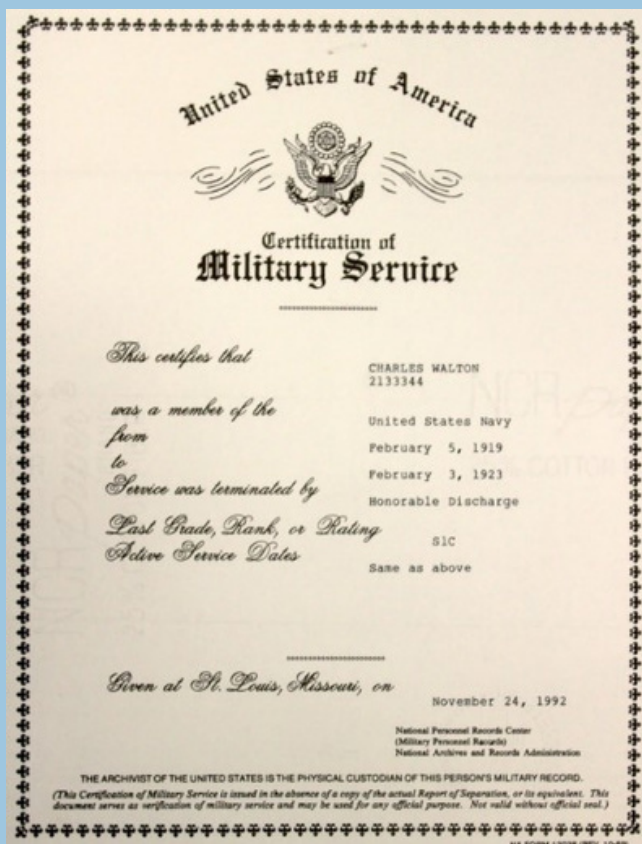 United States of America
Certification of
Military Service
This certifies that
CHARLES WALTON
2133344
was a member of the
United States Navy
from
February 5, 1919
to
February 3, 1923
Service was terminated by
Honorable Discharge
Last Grade, Rank, or Rating
S1C
Active Service Dates
Same as above
Given at St. Louis, Missouri, on
November 24, 1992
National Personnel Records Center
(Military Personnel Records)
National Archives and Records Administration
THE ARCHIVIST OF THE UNITED STATES IS THE PHYSICAL CUSTODIAN OF THIS PERSON'S MILITARY RECORD.
(This Certification of Military Service is issued in the absence of a copy of the actual Report of Separation, or its equivalent. This
document serves as verification of military service and may be used for any official purpose. Not valid without official seal.)